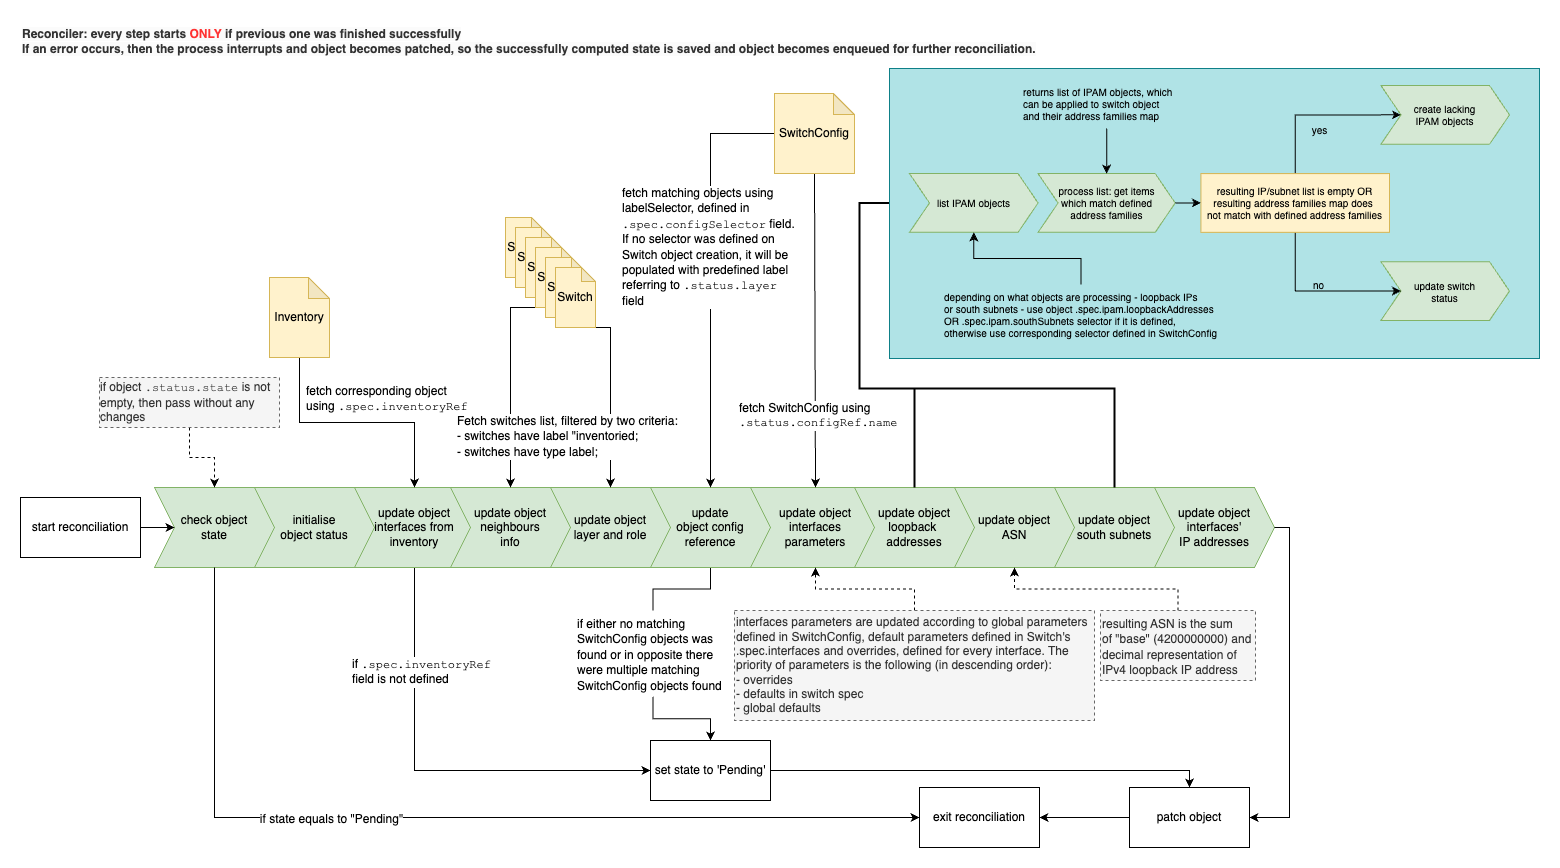 Reconciler: every step starts ONLY if previous one was finished successfully
If an error occurs, then the process interrupts and object becomes patched, so the successfully computed state is saved and object becomes enqueued for further reconciliation.
SwitchConfig
returns list of IPAM objects, which
can be applied to switch object
and their address families map
create lacking
IPAM objects
yes
list IPAM objects
process list: get items
which match defined
address families
resulting IP/subnet list is empty OR
resulting address families map does
not match with defined address families
no
update switch
status
depending on what objects are processing - loopback IPs
or south subnets - use object .spec.ipam.loopbackAddresses
OR .spec.ipam.southSubnets selector if it is defined,
otherwise use corresponding selector defined in SwitchConfig
fetch matching objects using
labelSelector, defined in
.spec.configSelector field.
If no selector was defined on
Switch object creation, it will be
populated with predefined label
referring to .status.layer
field
S
S
S
S
S
Switch
Inventory
if object .status.state is not
empty, then pass without any
changes
fetch corresponding object
using .spec.inventoryRef
Fetch switches list, filtered by two criteria:
- switches have label "inventoried;
- switches have type label;
fetch SwitchConfig using
.status.configRef.name
start reconciliation
check object
state
initialise
object status
update object
interfaces from
inventory
update object
neighbours
info
update object
layer and role
update
object config
reference
update object
interfaces
parameters
update object
loopback
addresses
update object
ASN
update object
south subnets
update object
interfaces'
IP addresses
if .spec.inventoryRef
field is not defined
if either no matching
SwitchConfig objects was
found or in opposite there
were multiple matching
SwitchConfig objects found
interfaces parameters are updated according to global parameters
defined in SwitchConfig, default parameters defined in Switch's
.spec.interfaces and overrides, defined for every interface. The
priority of parameters is the following (in descending order):
- overrides
- defaults in switch spec
- global defaults
resulting ASN is the sum
of "base" (4200000000) and
decimal representation of
IPv4 loopback IP address
set state to 'Pending'
if state equals to "Pending"
exit reconciliation
patch object